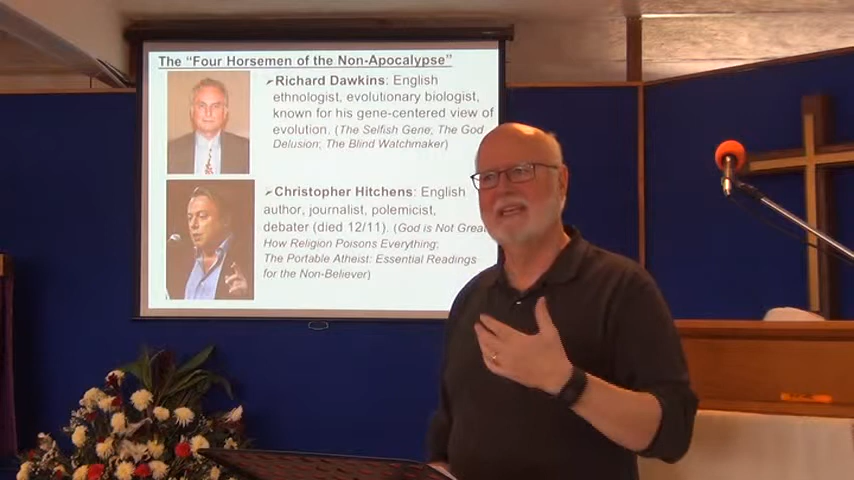 The "Four Horsemen of the Non-Apocalypse"
➢Richard Dawkins: English
ethnologist, evolutionary biologist,
known for his gene-centered view of
evolution. (The Selfish Gene; The God
Delusion; The Blind Watchmaker)
➢Christopher Hitchens: English
author, journalist, polemicist,
debater (died 12/11). (God is Not Great:
How Religion Poisons Everything;
The Portable Atheist: Essential Readings
for the Non-Believer)